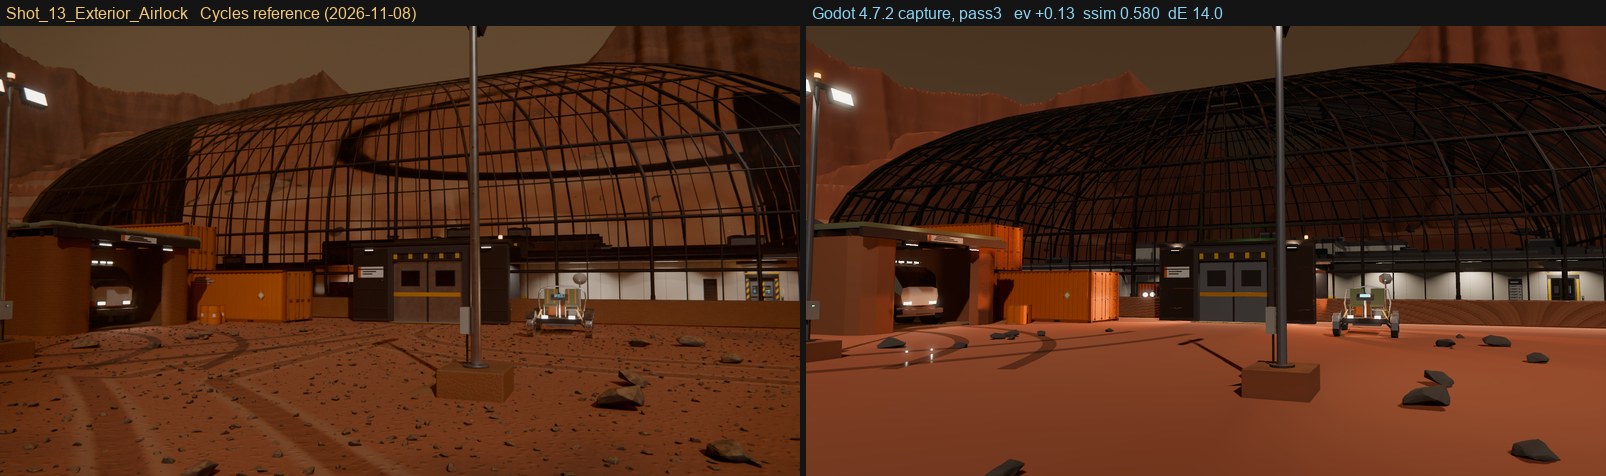 Shot_13_Exterior_Airlock   Cycles reference (2026-11-08)
Godot 4.7.2 capture, pass3   ev +0.13  ssim 0.580  dE 14.0